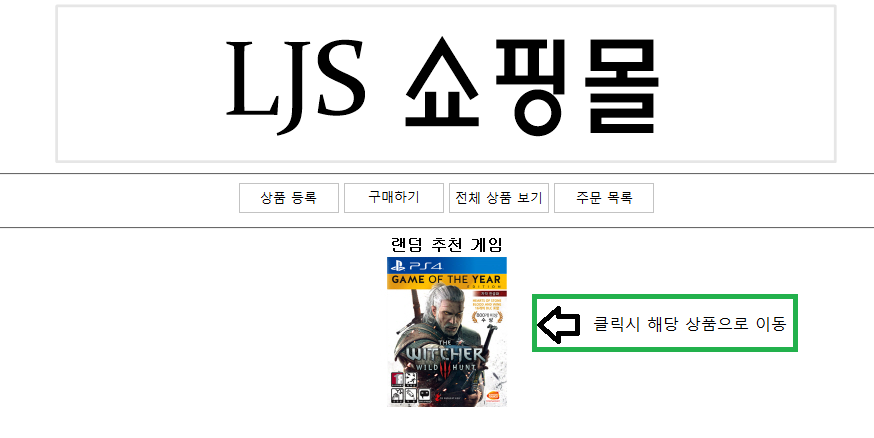 LJS 쇼핑몰
상품 등록
구매하기
전체 상품 보기
주문 목록
랜덤 추천 게임
PS4
GAME OF THE YEAR
EDITION
THE
WITCHER
WILD HUNT
클릭시 해당 상품으로 이동